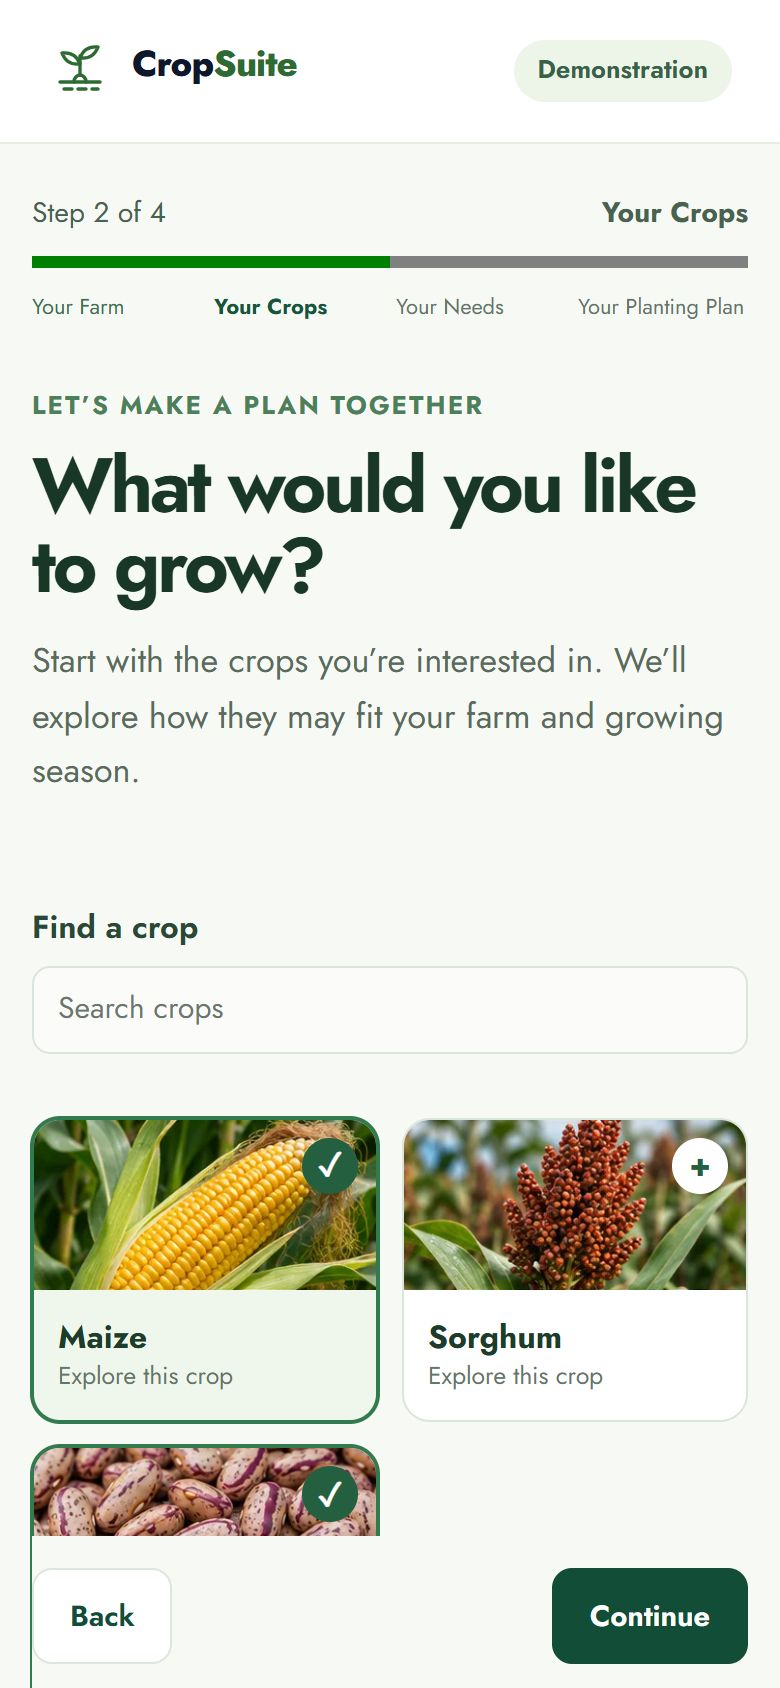 CropSuite
Demonstration
Step 2 of 4
Your Crops
Your Farm
Your Crops
Your Needs
Your Planting Plan
LET’S MAKE A PLAN TOGETHER
What would you like
to grow?
Start with the crops you’re interested in. We’ll
explore how they may fit your farm and growing
season.
Find a crop
Search crops
Maize
Explore this crop
Sorghum
Explore this crop
Back
Continue